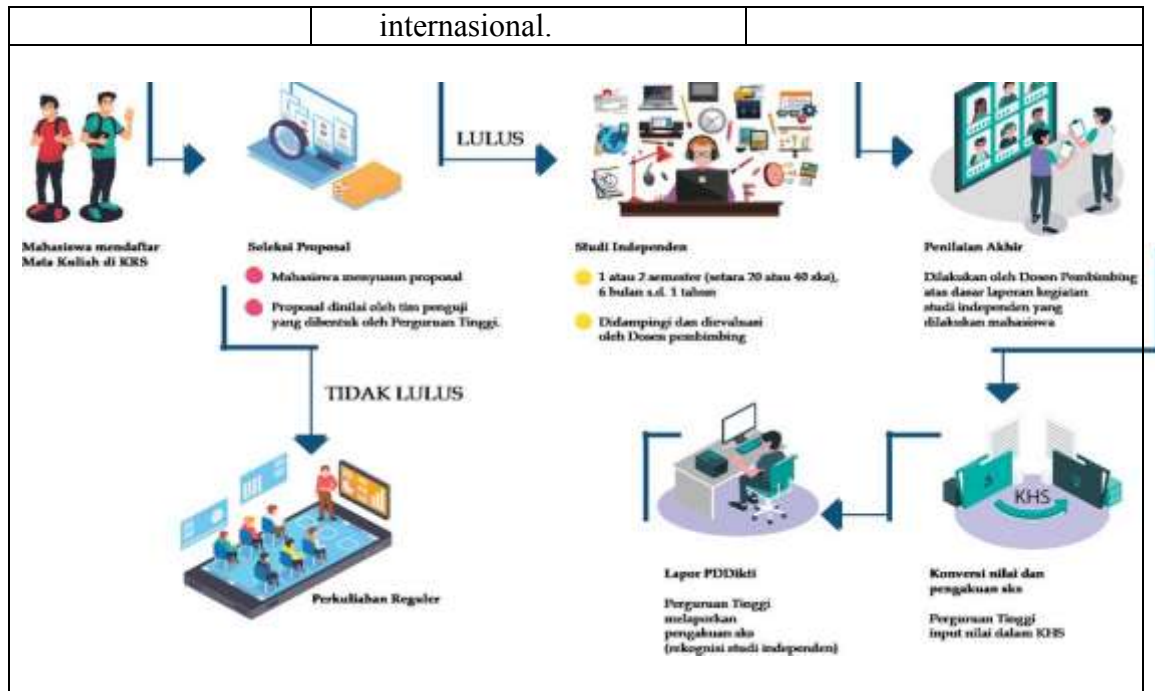 internasional.
LULUS
Mahasiswa mendaftar
Mata Kuliah di KRS
Seleksi Proposal
Mahasiswa menyusun proposal
Proposal dinilai oleh tim penguji
yang dibentuk oleh Perguruan Tinggi.
Studi Independen
1 atau 2 semester (setara 20 atau 40 sks),
6 bulan s.d. 1 tahun
Didampingi dan dievaluasi
oleh Dosen pembimbing
Penilaian Akhir
Dilakukan oleh Dosen Pembimbing
atas dasar laporan kegiatan
studi independen yang
dilakukan mahasiswa
TIDAK LULUS
Perkuliahan Reguler
Lapor PDDikti
Perguruan Tinggi
melaporkan
pengakuan sks
(rekognisi studi independen)
KHS
Konversi nilai dan
pengakuan sks
Perguruan Tinggi
input nilai dalam KHS